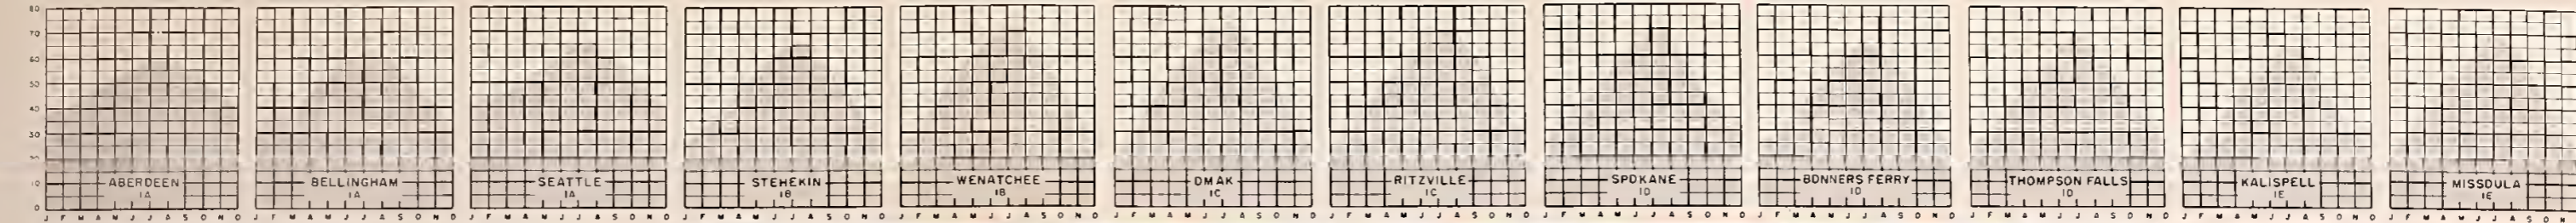 80
70
60
50
40
30
20
10
0
ABERDEEN
1A
J F M A M J J A S O N D
BELLINGHAM
1A
J F M A M J J A S O N D
SEATTLE
1A
J F M A M J J A S O N D
STEHEKIN
1B
J F M A M J J A S O N D
WENATCHEE
1B
J F M A M J J A S O N D
OMAK
1C
J F M A M J J A S O N D
RITZVILLE
1C
J F M A M J J A S O N D
SPOKANE
1D
J F M A M J J A S O N D
BONNERS FERRY
1D
J F M A M J J A S O N D
THOMPSON FALLS
1D
J F M A M J J A S O N D
KALISPELL
1E
J F M A M J J A S O N D
MISSOULA
1E
J F M A M J J A S O